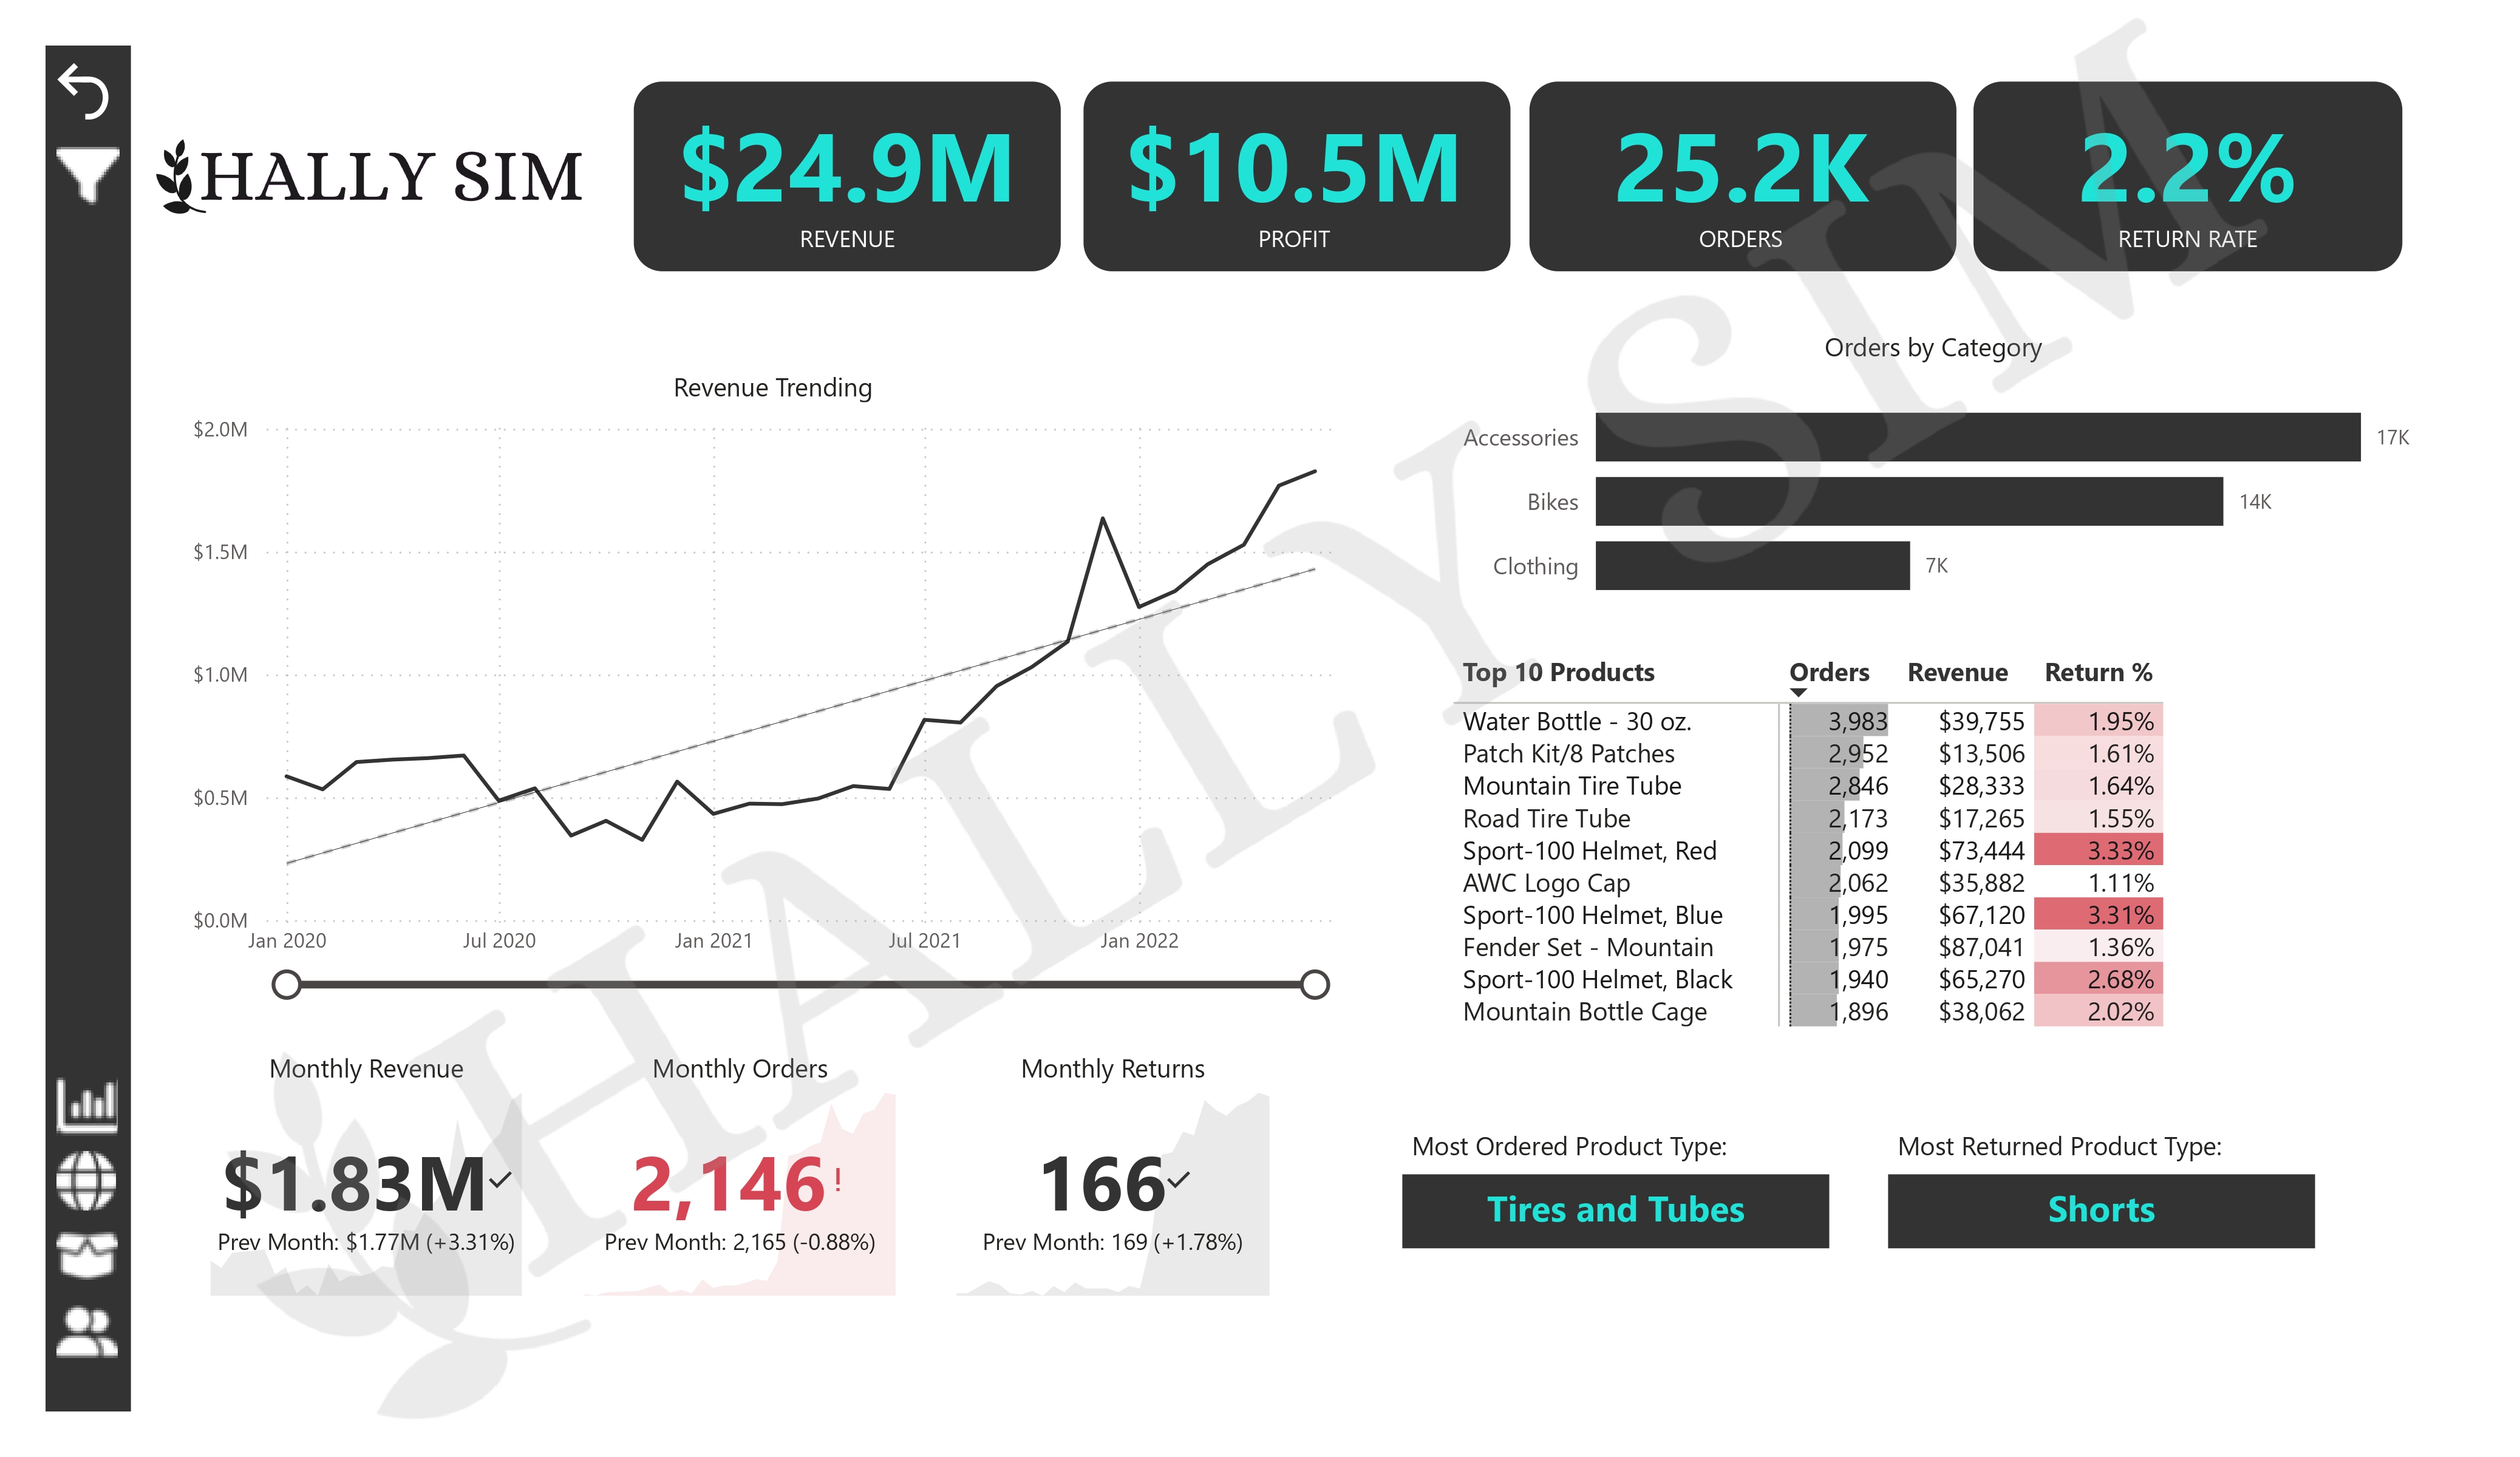 HALLY SIM
$24.9M
REVENUE
$10.5M
PROFIT
25.2K
ORDERS
2.2%
RETURN RATE
Revenue Trending
$2.0M
$1.5M
$1.0M
$0.5M
$0.0M
Jan 2020 Jul 2020 Jan 2021 Jul 2021 Jan 2022
Orders by Category
Accessories 17K
Bikes 14K
Clothing 7K
Top 10 Products Orders Revenue Return %
Water Bottle - 30 oz. 3,983 $39,755 1.95%
Patch Kit/8 Patches 2,952 $13,506 1.61%
Mountain Tire Tube 2,846 $28,333 1.64%
Road Tire Tube 2,173 $17,265 1.55%
Sport-100 Helmet, Red 2,099 $73,444 3.33%
AWC Logo Cap 2,062 $35,882 1.11%
Sport-100 Helmet, Blue 1,995 $67,120 3.31%
Fender Set - Mountain 1,975 $87,041 1.36%
Sport-100 Helmet, Black 1,940 $65,270 2.68%
Mountain Bottle Cage 1,896 $38,062 2.02%
Monthly Revenue
$1.83M
Prev Month: $1.77M (+3.31%)
Monthly Orders
2,146 !
Prev Month: 2,165 (-0.88%)
Monthly Returns
166
Prev Month: 169 (+1.78%)
Most Ordered Product Type:
Tires and Tubes
Most Returned Product Type:
Shorts
HALLY SIM